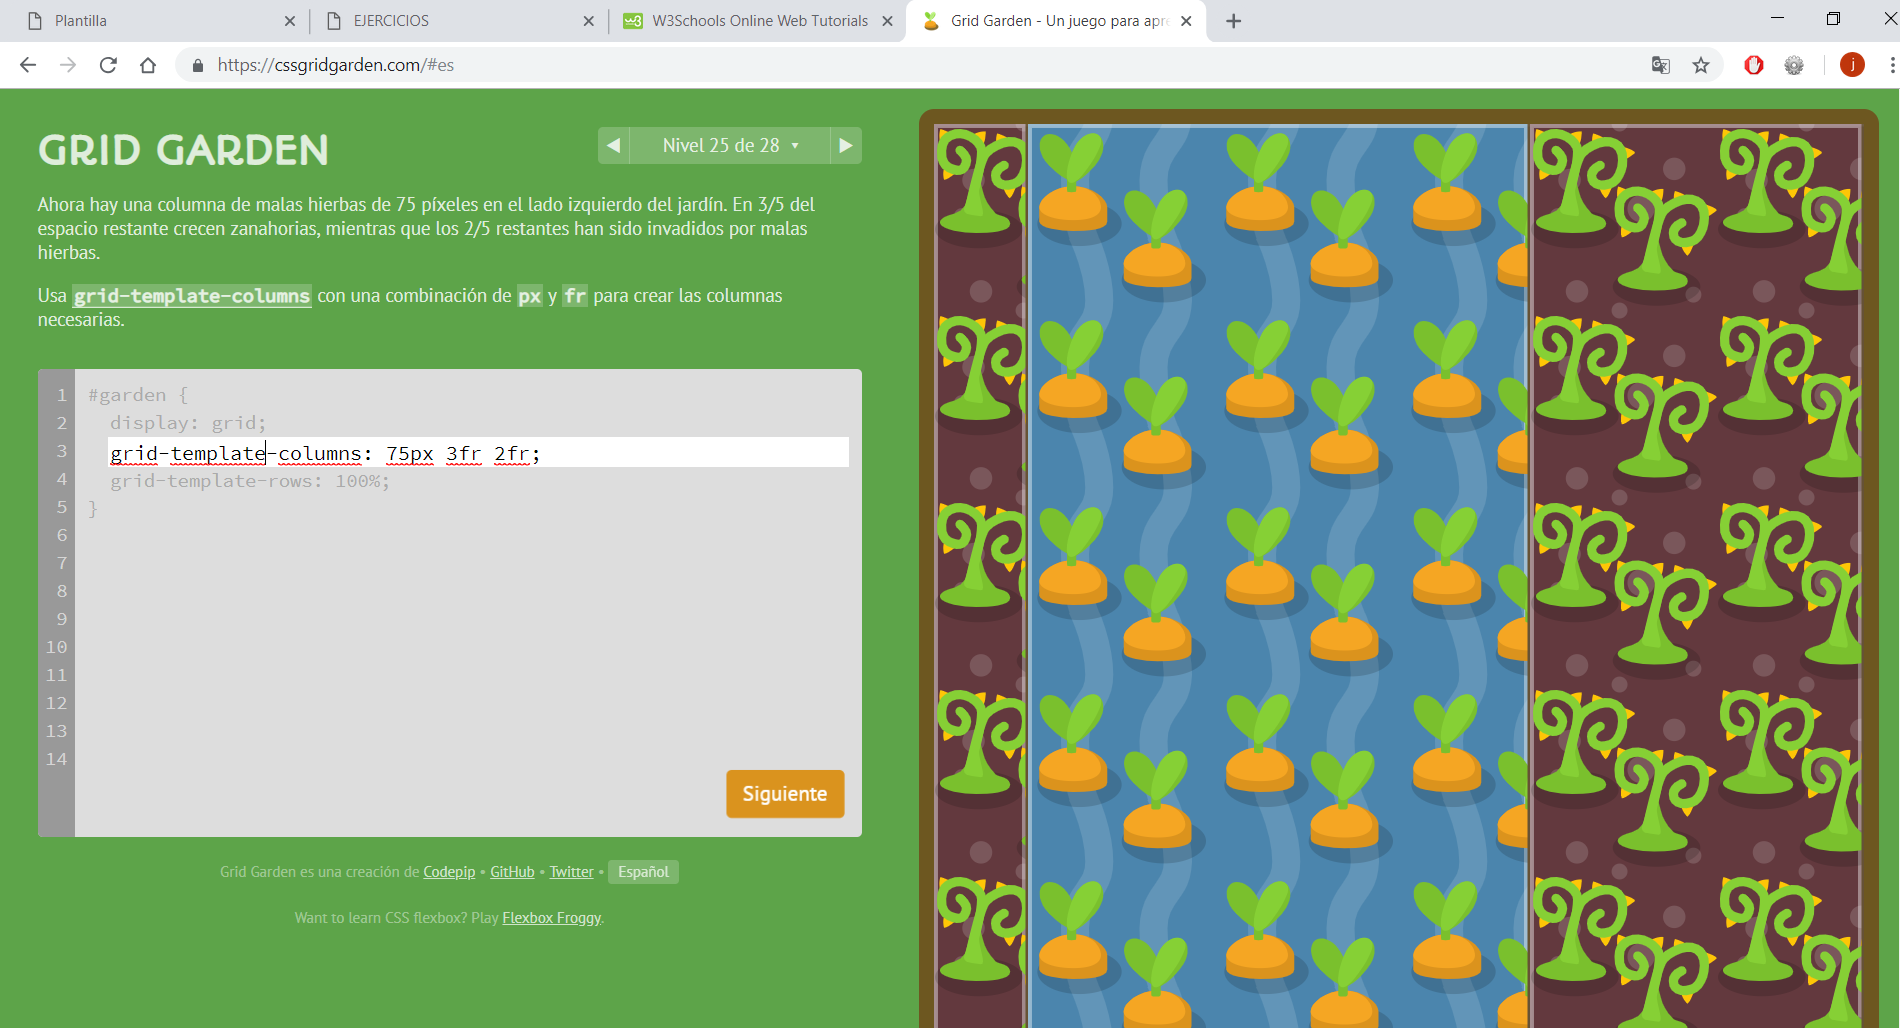 Plantilla
EJERCICIOS
W3Schools Online Web Tutorials
Grid Garden - Un juego para apre
https://cssgridgarden.com/#es
j
GRID GARDEN
Nivel 25 de 28
Ahora hay una columna de malas hierbas de 75 píxeles en el lado izquierdo del jardín. En 3/5 del
espacio restante crecen zanahorias, mientras que los 2/5 restantes han sido invadidos por malas
hierbas.
Usa grid-template-columns con una combinación de px y fr para crear las columnas
necesarias.
1 #garden {
2 display: grid;
3 grid-template-columns: 75px 3fr 2fr;
4 grid-template-rows: 100%;
5 }
6
7
8
9
10
11
12
13
14
Siguiente
Grid Garden es una creación de Codepip • GitHub • Twitter • Español
Want to learn CSS flexbox? Play Flexbox Froggy.